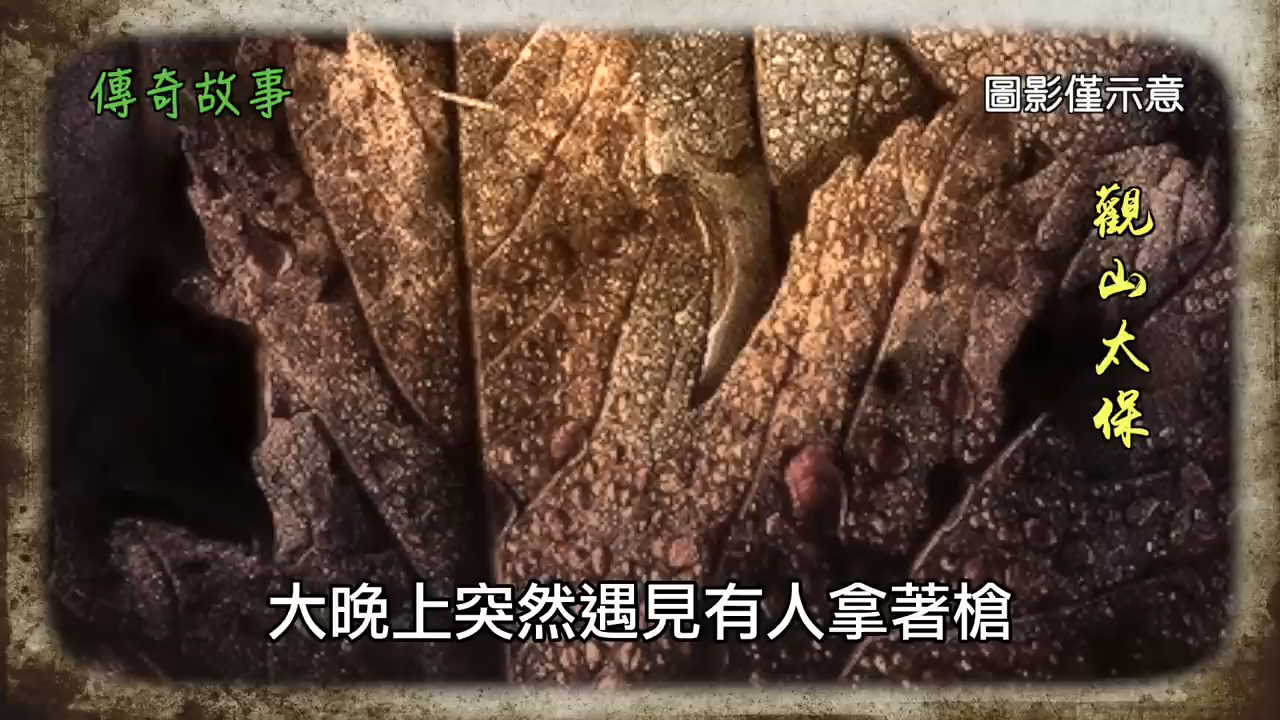 傳奇故事
圖影僅示意
觀山太保
大晚上突然遇見有人拿著槍